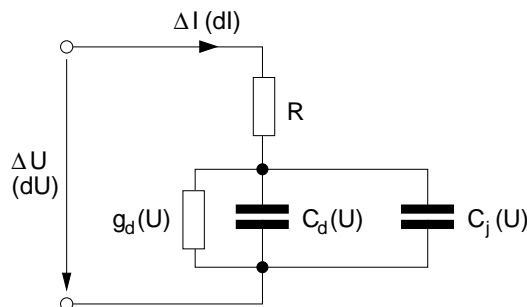 ΔI (dI)
R
ΔU
(dU)
g_d(U)
C_d(U)
C_j(U)